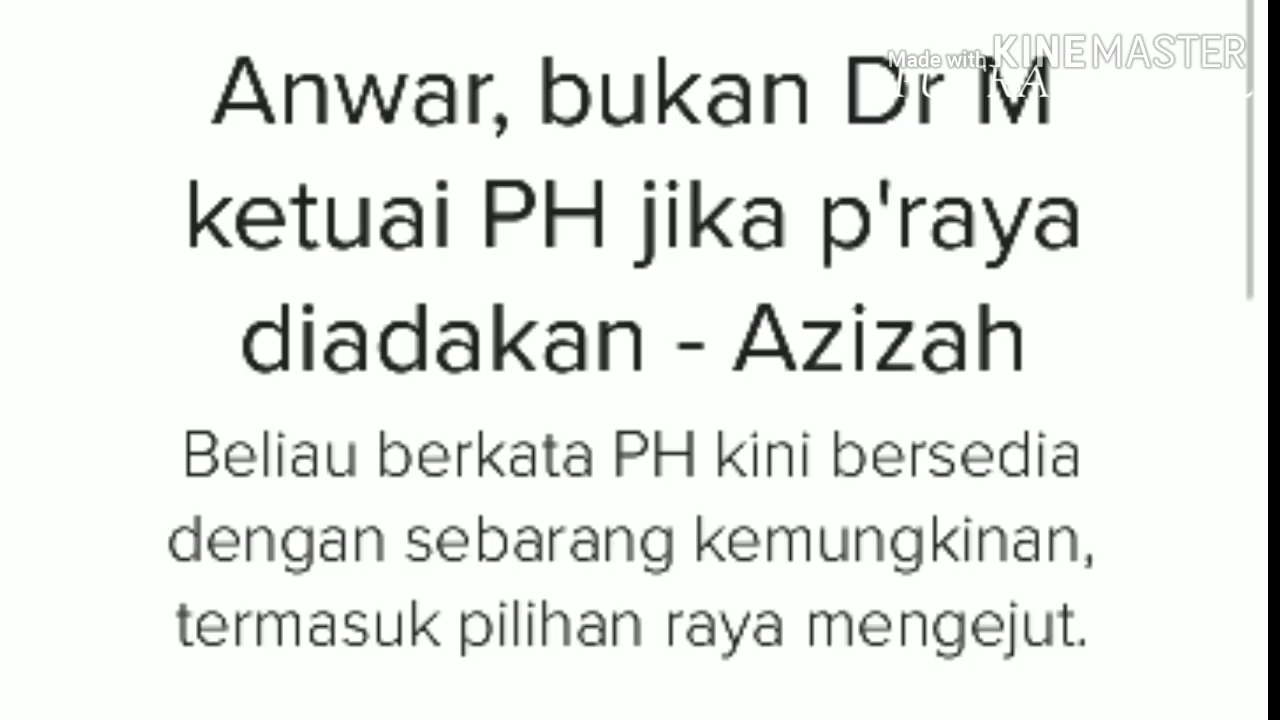 Made with KINEMASTER
Anwar, bukan Dr M
ketuai PH jika p'raya
diadakan - Azizah
Beliau berkata PH kini bersedia
dengan sebarang kemungkinan,
termasuk pilihan raya mengejut.